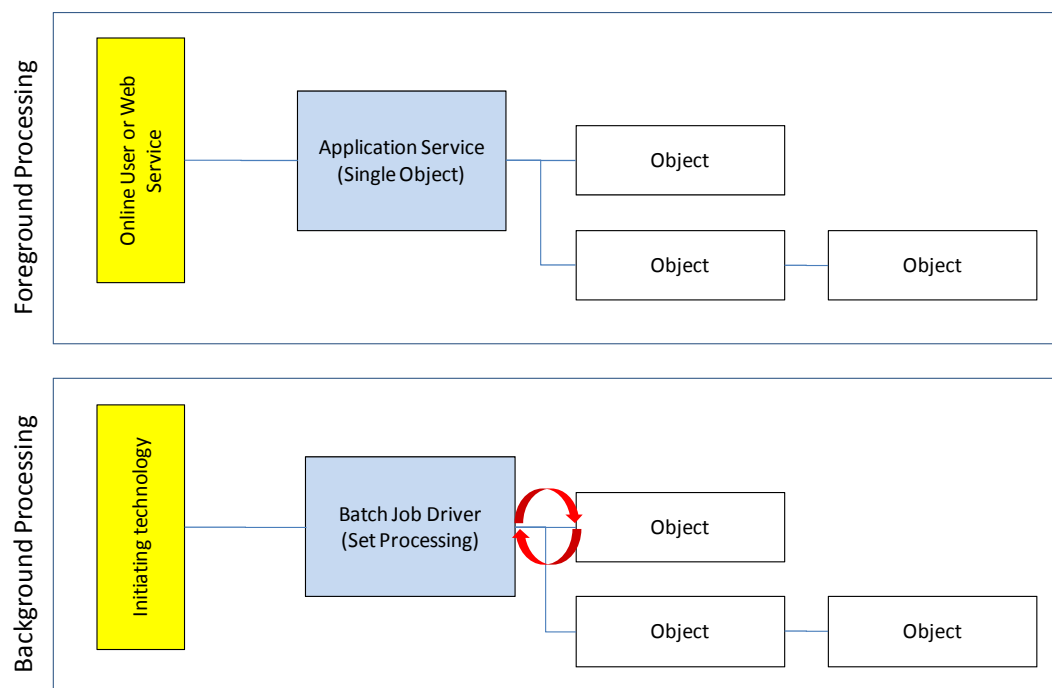 Foreground Processing
Online User or Web
Service
Application Service
(Single Object)
Object
Object
Object
Background Processing
Initiating technology
Batch Job Driver
(Set Processing)
Object
Object
Object